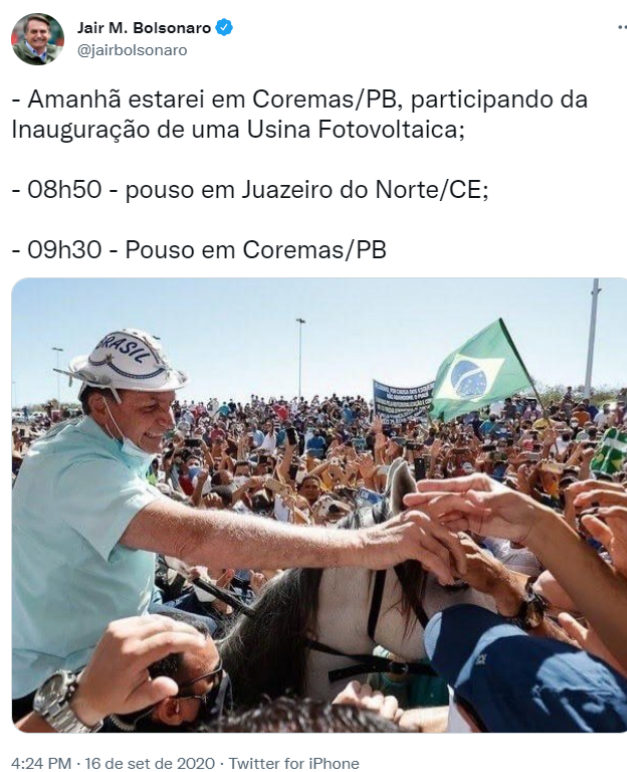 Jair M. Bolsonaro
@jairbolsonaro
- Amanhã estarei em Coremas/PB, participando da
Inauguração de uma Usina Fotovoltaica;
- 08h50 - pouso em Juazeiro do Norte/CE;
- 09h30 - Pouso em Coremas/PB
BRASIL
4:24 PM · 16 de set de 2020 · Twitter for iPhone